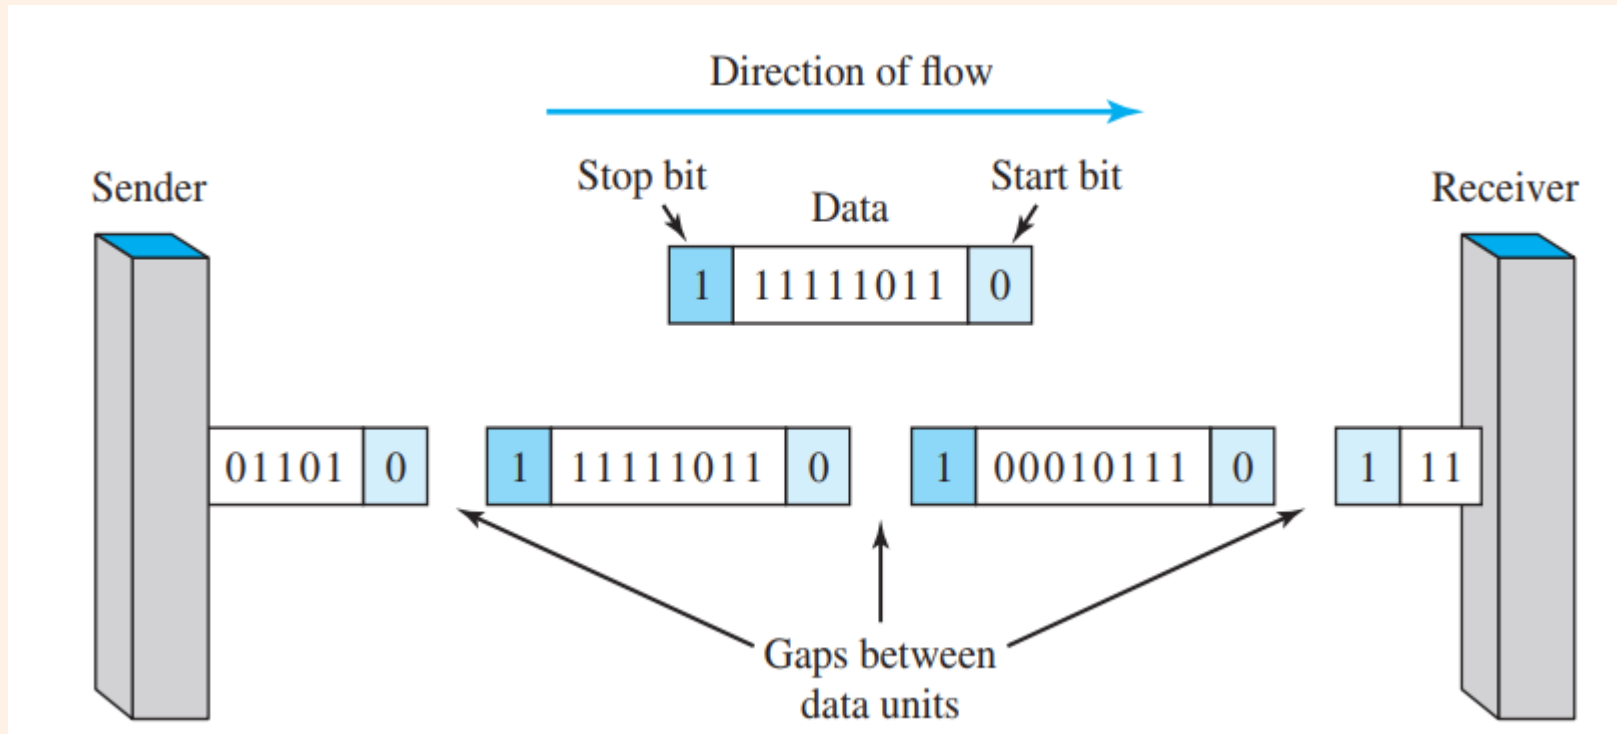 Direction of flow
Stop bit
Start bit
Sender
Data
Receiver
1 11111011 0
01101 0 1 11111011 0 1 00010111 0 1 11
Gaps between
data units